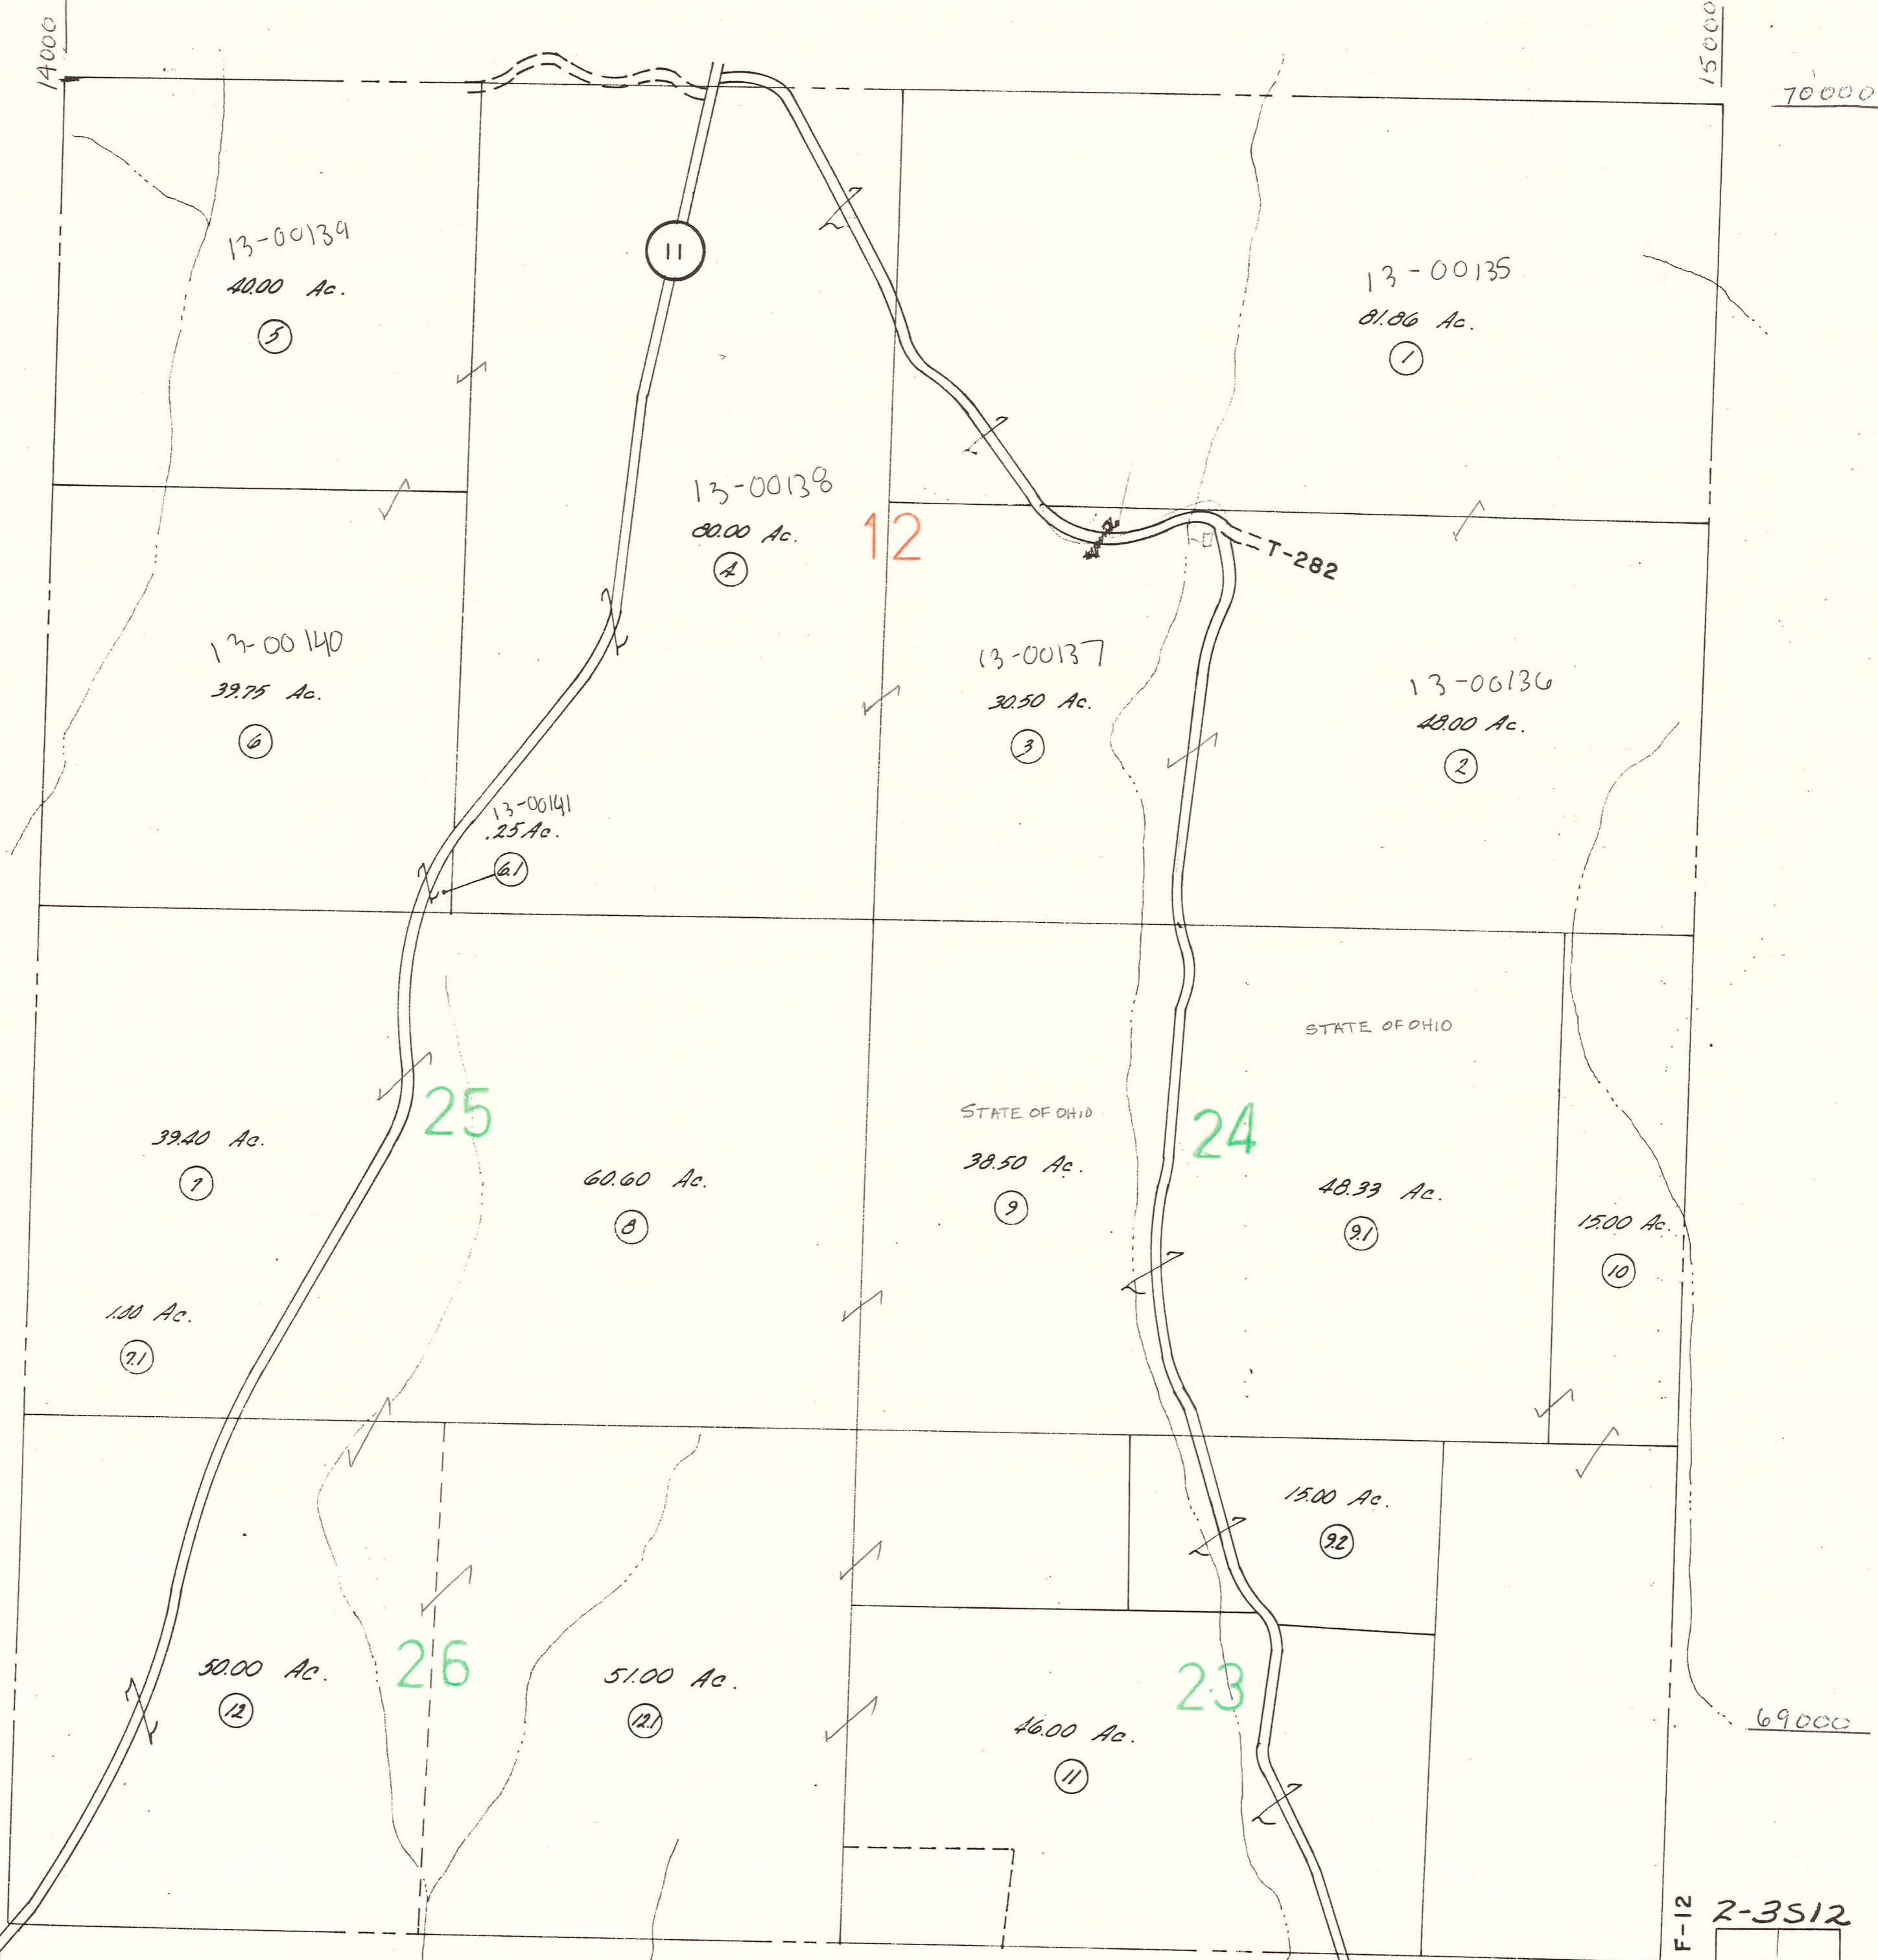 14000
15000
70000
13-00139
40.00 Ac.
5
11
13-00135
81.86 Ac.
1
13-00138
80.00 Ac.
4
12
T-282
13-00140
39.75 Ac.
6
13-00137
30.50 Ac.
3
13-00136
48.00 Ac.
2
13-00141
.25 Ac.
6.1
STATE OF OHIO
25
STATE OF OHIO
24
39.40 Ac.
7
60.60 Ac.
8
38.50 Ac.
9
48.33 Ac.
9.1
15.00 Ac.
10
1.00 Ac.
7.1
15.00 Ac.
9.2
50.00 Ac.
12
26
51.00 Ac.
12.1
23
46.00 Ac.
11
69000
F-12
2-3S12